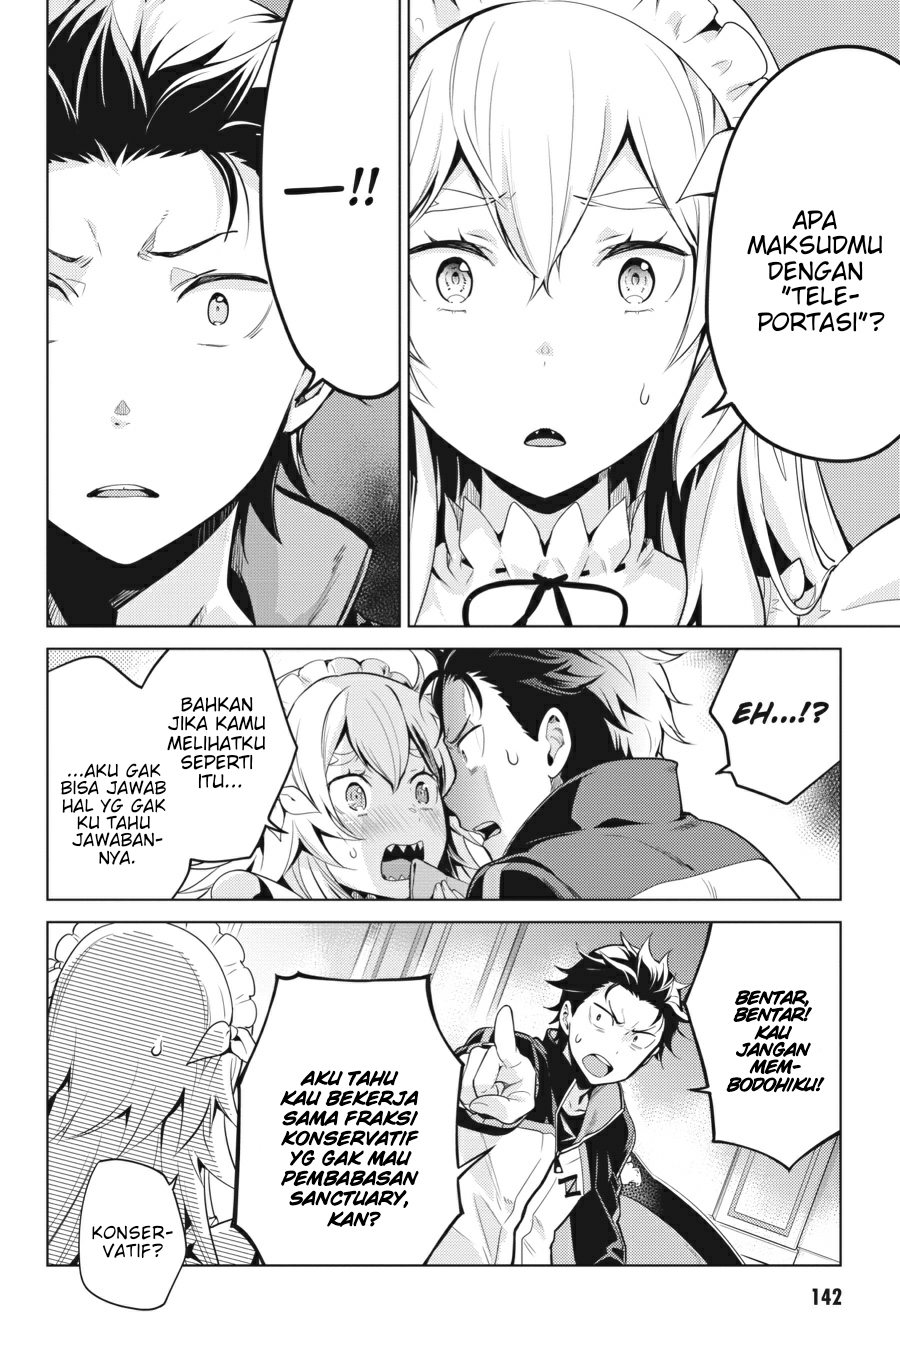 APA
MAKSUDMU
DENGAN
"TELE-
PORTASI"?
—!!
EH...!?
BAHKAN
JIKA KAMU
MELIHATKU
SEPERTI
ITU...
...AKU GAK
BISA JAWAB
HAL YG GAK
KU TAHU
JAWABAN-
NYA.
BENTAR,
BENTAR!
KAU
JANGAN
MEM-
BODOHIKU!
AKU TAHU
KAU BEKERJA
SAMA FRAKSI
KONSERVATIF
YG GAK MAU
PEMBABASAN
SANCTUARY,
KAN?
KONSER-
VATIF?
142